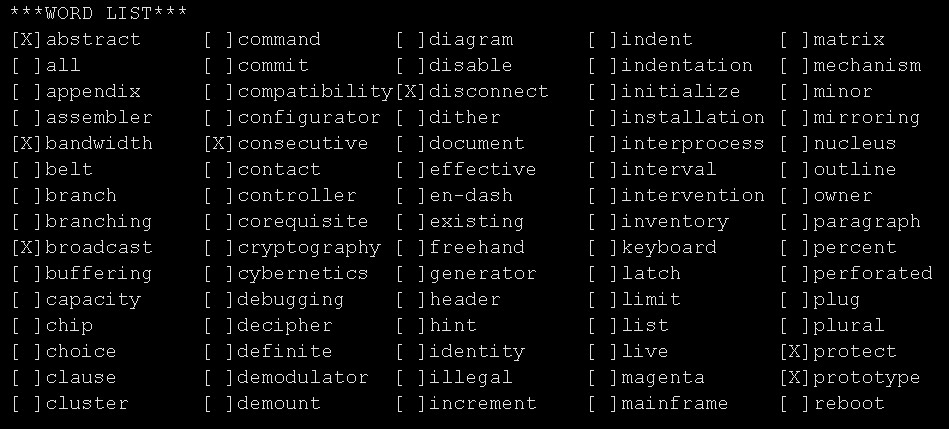 ***WORD LIST***
[X]abstract [ ]command [ ]diagram [ ]indent [ ]matrix
[ ]all [ ]commit [ ]disable [ ]indentation [ ]mechanism
[ ]appendix [ ]compatibility[X]disconnect [ ]initialize [ ]minor
[ ]assembler [ ]configurator [ ]dither [ ]installation [ ]mirroring
[X]bandwidth [X]consecutive [ ]document [ ]interprocess [ ]nucleus
[ ]belt [ ]contact [ ]effective [ ]interval [ ]outline
[ ]branch [ ]controller [ ]en-dash [ ]intervention [ ]owner
[ ]branching [ ]corequisite [ ]existing [ ]inventory [ ]paragraph
[X]broadcast [ ]cryptography [ ]freehand [ ]keyboard [ ]percent
[ ]buffering [ ]cybernetics [ ]generator [ ]latch [ ]perforated
[ ]capacity [ ]debugging [ ]header [ ]limit [ ]plug
[ ]chip [ ]decipher [ ]hint [ ]list [ ]plural
[ ]choice [ ]definite [ ]identity [ ]live [X]protect
[ ]clause [ ]demodulator [ ]illegal [ ]magenta [X]prototype
[ ]cluster [ ]demount [ ]increment [ ]mainframe [ ]reboot